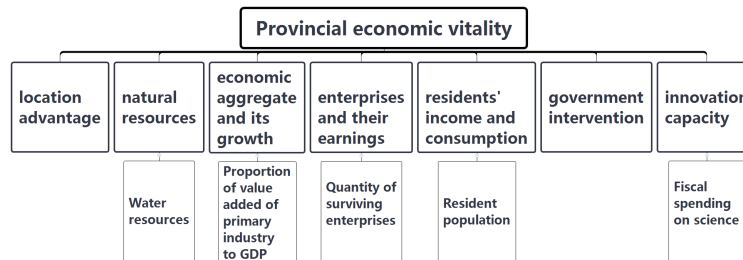 Provincial economic vitality
location
advantage
natural
resources
economic
aggregate
and its
growth
enterprises
and their
earnings
residents'
income and
consumption
government
intervention
innovation
capacity
Water
resources
Proportion
of value
added of
primary
industry
to GDP
Quantity of
surviving
enterprises
Resident
population
Fiscal
spending
on science